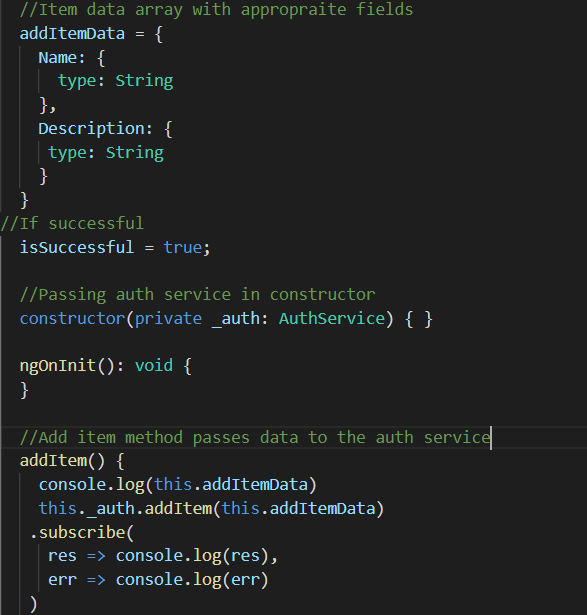 //Item data array with appropraite fields
addItemData = {
Name: {
type: String
},
Description: {
type: String
}
}
//If successful
isSuccessful = true;
//Passing auth service in constructor
constructor(private _auth: AuthService) { }
ngOnInit(): void {
}
//Add item method passes data to the auth service
addItem() {
console.log(this.addItemData)
this._auth.addItem(this.addItemData)
.subscribe(
res => console.log(res),
err => console.log(err)
)